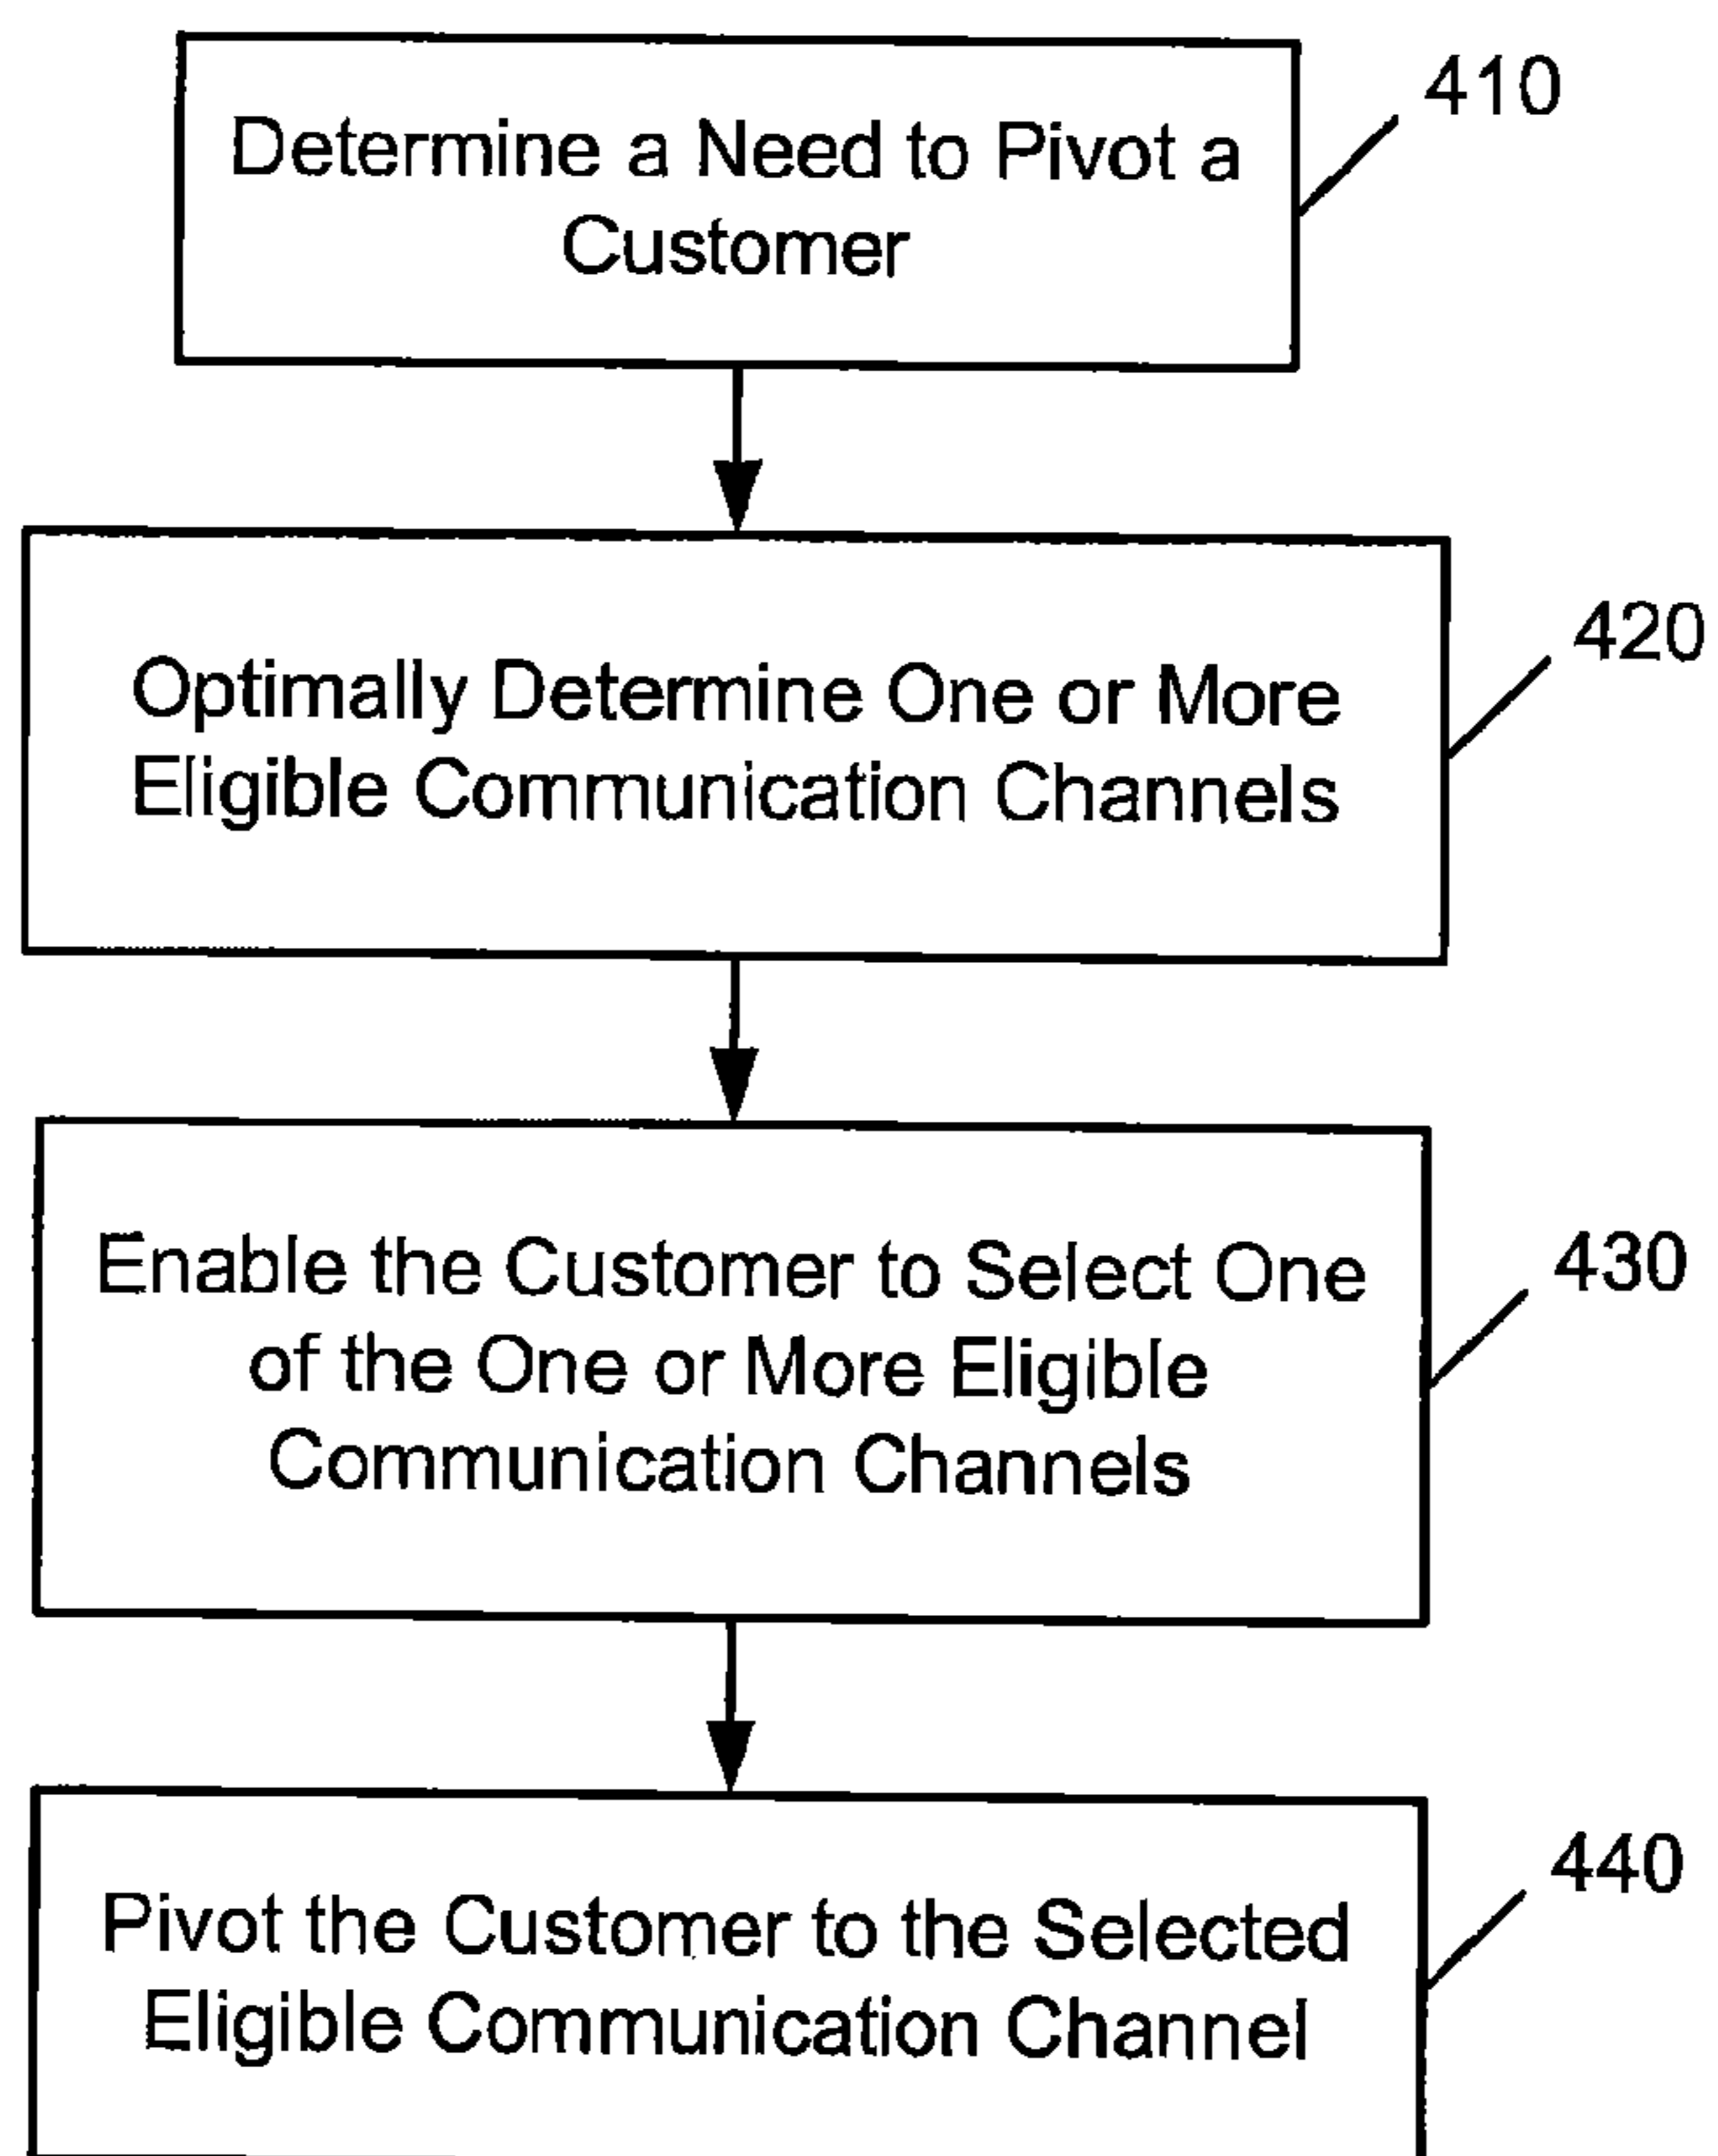 410
Determine a Need to Pivot a
Customer
420
Optimally Determine One or More
Eligible Communication Channels
430
Enable the Customer to Select One
of the One or More Eligible
Communication Channels
440
Pivot the Customer to the Selected
Eligible Communication Channel